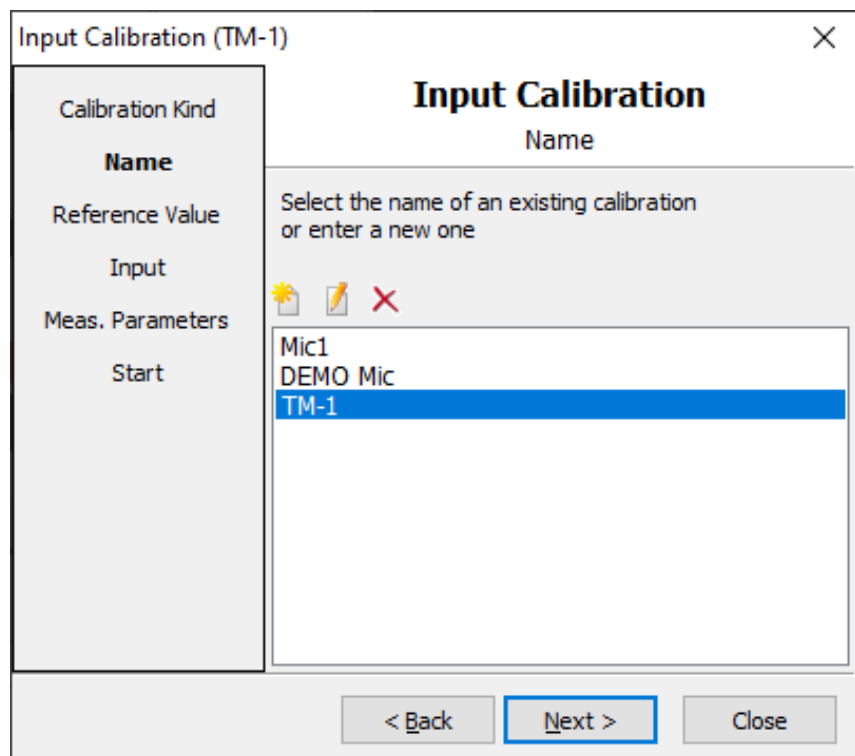 Input Calibration (TM-1)
Calibration Kind
Name
Reference Value
Input
Meas. Parameters
Start
Input Calibration
Name
Select the name of an existing calibration
or enter a new one
Mic1
DEMO Mic
TM-1
< Back
Next >
Close